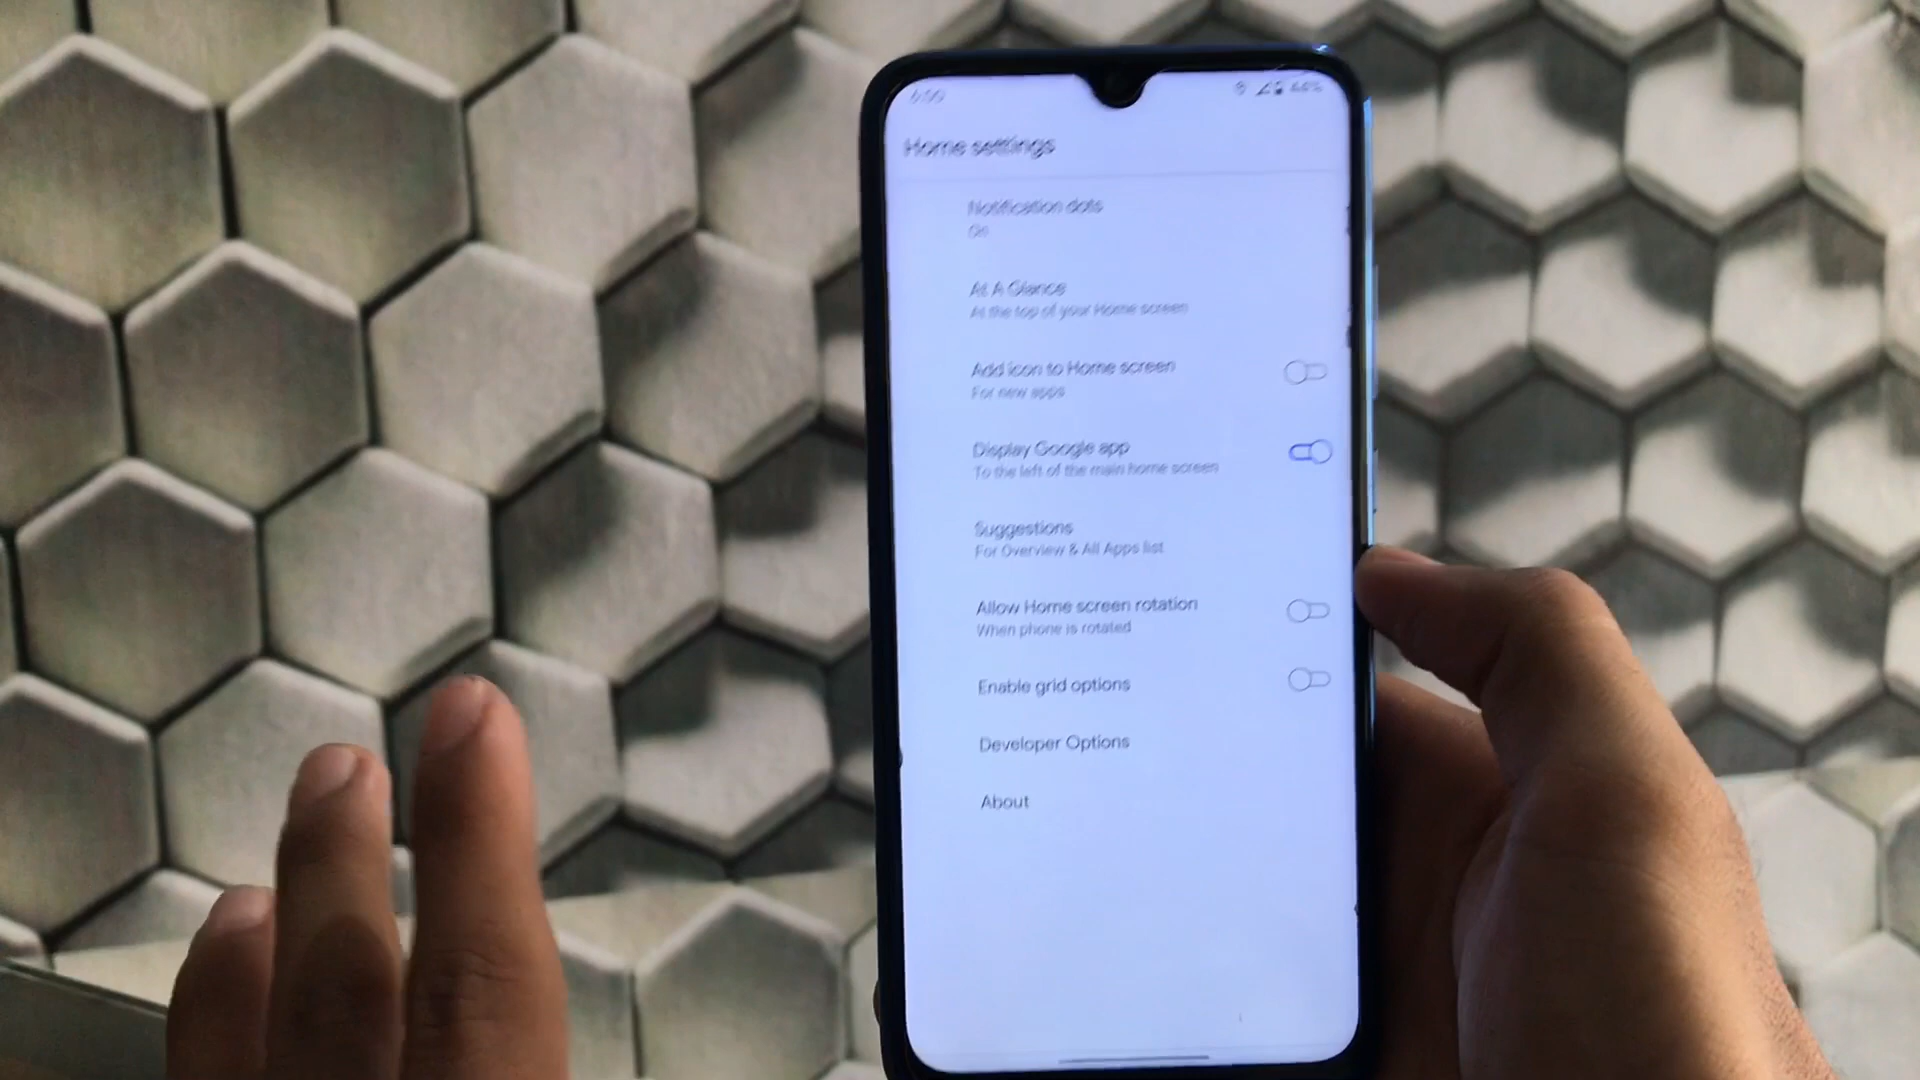 Home settings
Notification dots
On
At A Glance
At the top of your Home screen
Add icon to Home screen
For new apps
Display Google app
To the left of the main home screen
Suggestions
For Overview & All Apps list
Allow Home screen rotation
When phone is rotated
Enable grid options
Developer Options
About